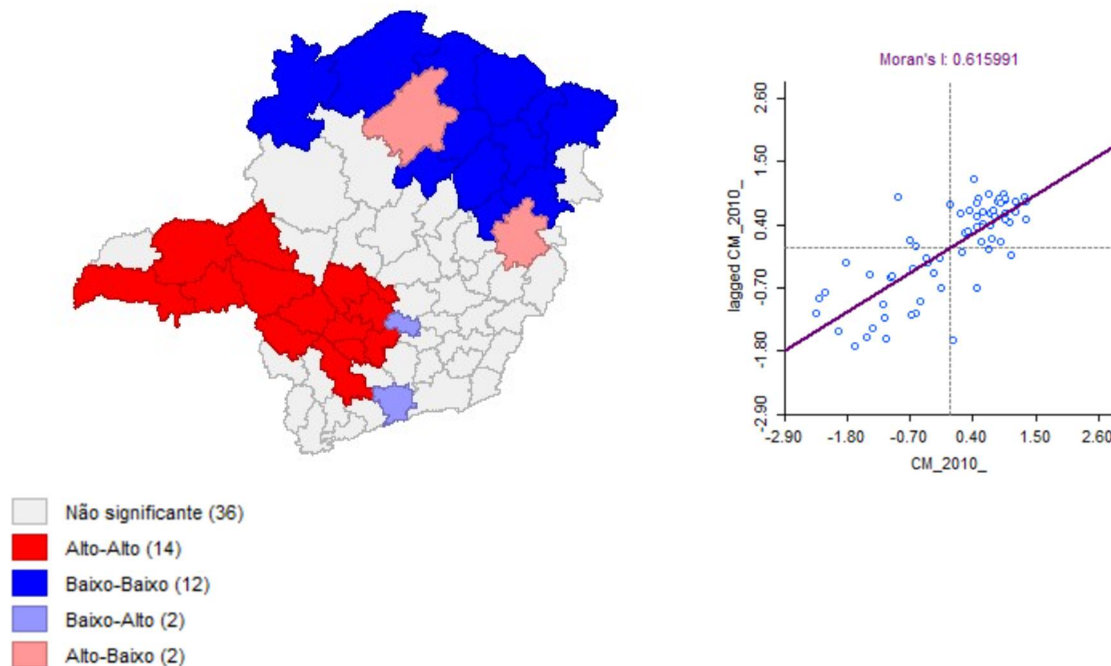 Moran's I: 0.615991
lagged CM_2010_
2.60
1.50
0.40
-0.70
-1.80
-2.90
-2.90 -1.80 -0.70 0.40 1.50 2.60
CM_2010_
Não significante (36)
Alto-Alto (14)
Baixo-Baixo (12)
Baixo-Alto (2)
Alto-Baixo (2)